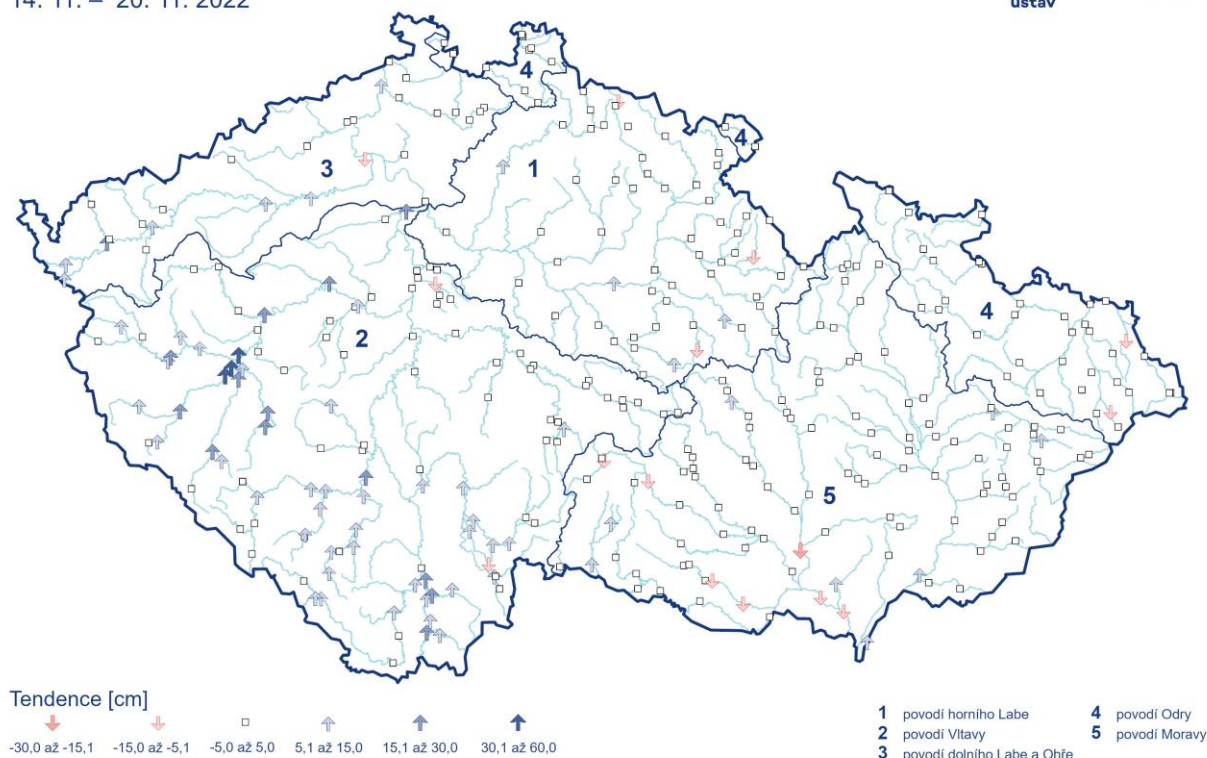 14. 11. – 20. 11. 2022
ústav
4
4
3
1
4
2
5
Tendence [cm]
-30,0 až -15,1
-15,0 až -5,1
-5,0 až 5,0
5,1 až 15,0
15,1 až 30,0
30,1 až 60,0
1 povodí horního Labe
2 povodí Vltavy
3 povodí dolního Labe a Ohře
4 povodí Odry
5 povodí Moravy